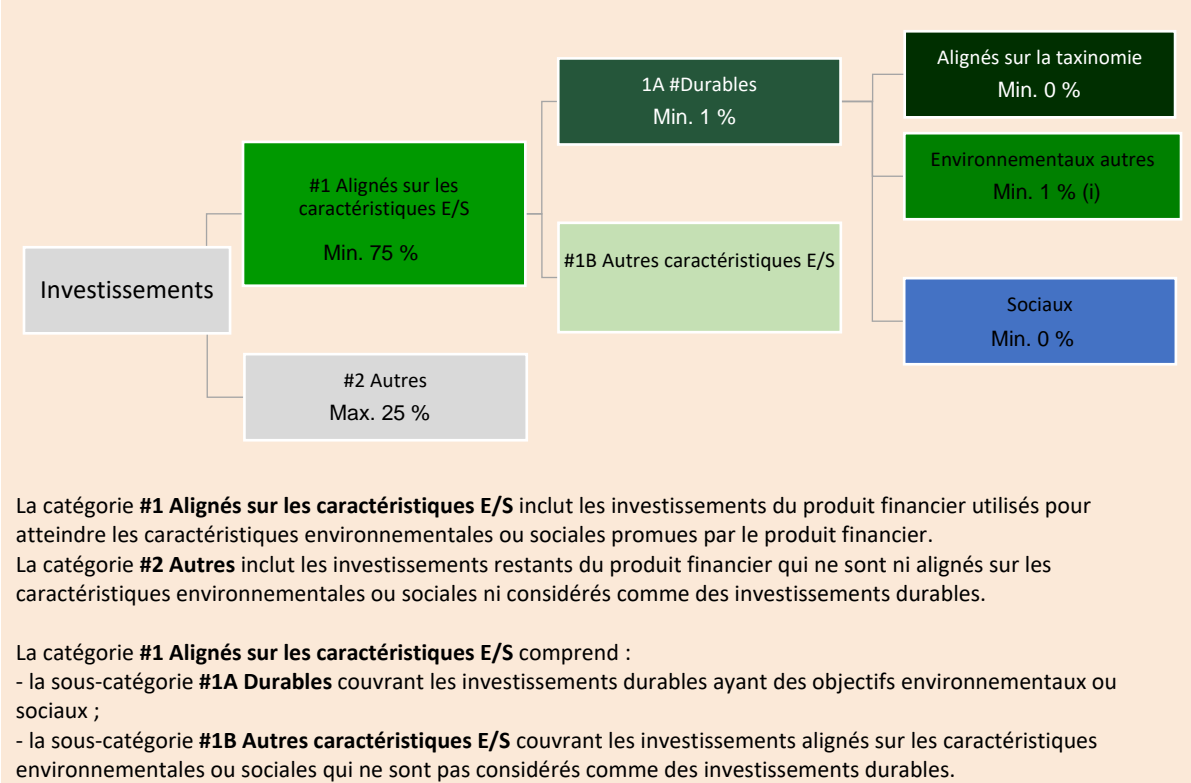 Alignés sur la taxinomie
Min. 0 %
1A #Durables
Min. 1 %
Environnementaux autres
Min. 1 % (i)
#1 Alignés sur les
caractéristiques E/S
Min. 75 %
#1B Autres caractéristiques E/S
Investissements
Sociaux
Min. 0 %
#2 Autres
Max. 25 %
La catégorie #1 Alignés sur les caractéristiques E/S inclut les investissements du produit financier utilisés pour
atteindre les caractéristiques environnementales ou sociales promues par le produit financier.
La catégorie #2 Autres inclut les investissements restants du produit financier qui ne sont ni alignés sur les
caractéristiques environnementales ou sociales ni considérés comme des investissements durables.
La catégorie #1 Alignés sur les caractéristiques E/S comprend :
- la sous-catégorie #1A Durables couvrant les investissements durables ayant des objectifs environnementaux ou
sociaux ;
- la sous-catégorie #1B Autres caractéristiques E/S couvrant les investissements alignés sur les caractéristiques
environnementales ou sociales qui ne sont pas considérés comme des investissements durables.